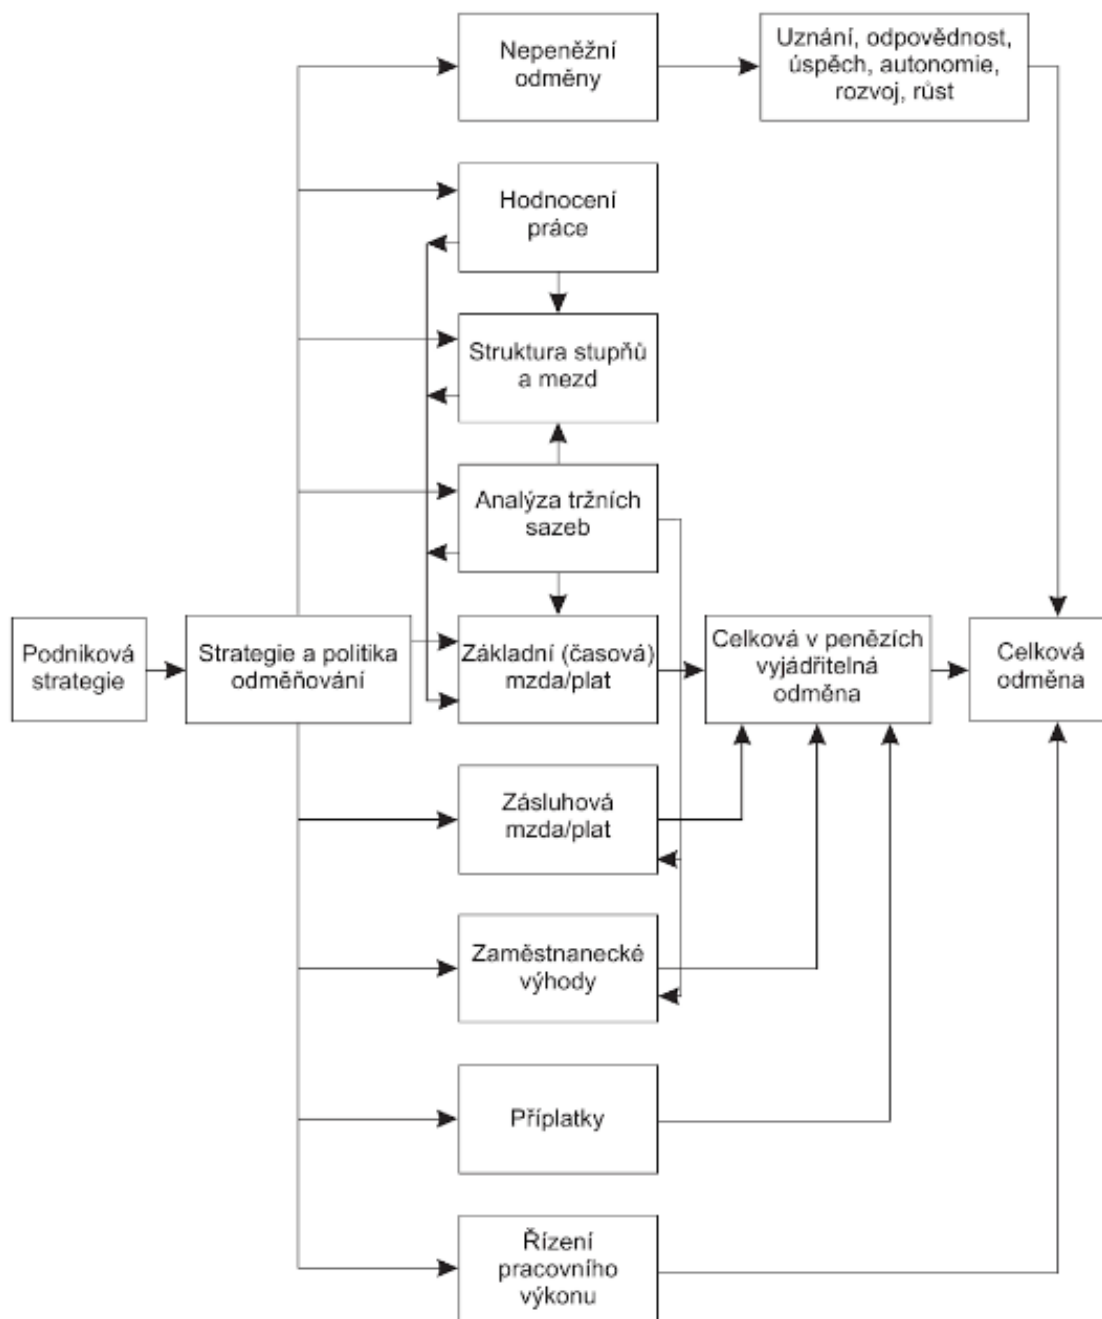 Nepeněžní
odměny
Uznání, odpovědnost,
úspěch, autonomie,
rozvoj, růst
Hodnocení
práce
Struktura stupňů
a mezd
Analýza tržních
sazeb
Podniková
strategie
Strategie a politika
odměňování
Základní (časová)
mzda/plat
Celková v penězích
vyjádřitelná
odměna
Celková
odměna
Zásluhová
mzda/plat
Zaměstnanecké
výhody
Příplatky
Řízení
pracovního
výkonu